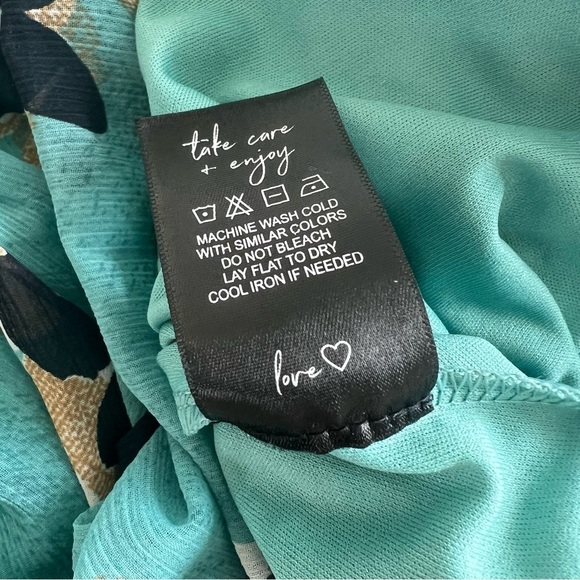 take care
+ enjoy
MACHINE WASH COLD
WITH SIMILAR COLORS
DO NOT BLEACH
LAY FLAT TO DRY
COOL IRON IF NEEDED
love♡